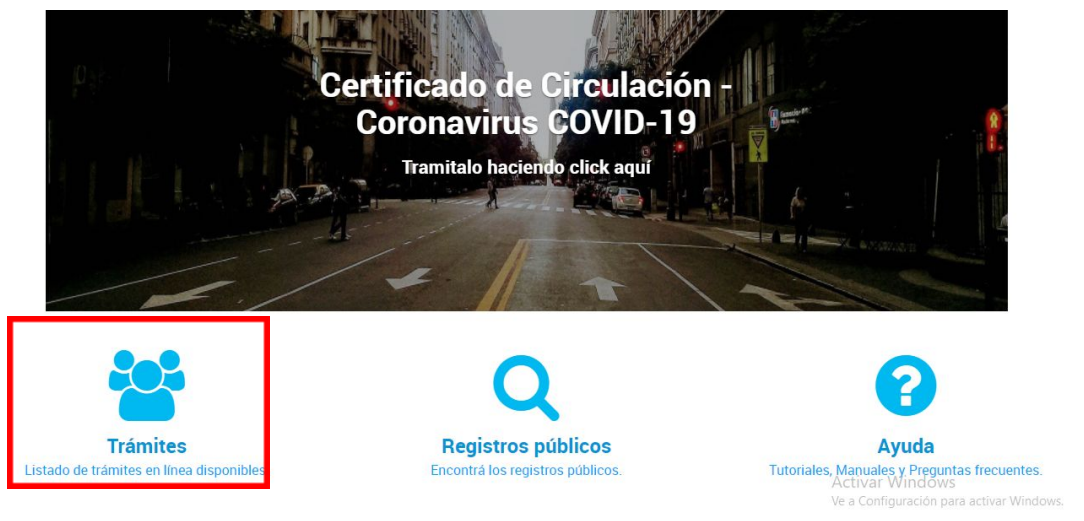 Certificado de Circulación -
Coronavirus COVID-19
Tramitalo haciendo click aquí
Trámites
Listado de trámites en línea disponibles
Registros públicos
Encontrá los registros públicos.
Ayuda
Tutoriales, Manuales y Preguntas frecuentes.
Activar Windows
Ve a Configuración para activar Windows.